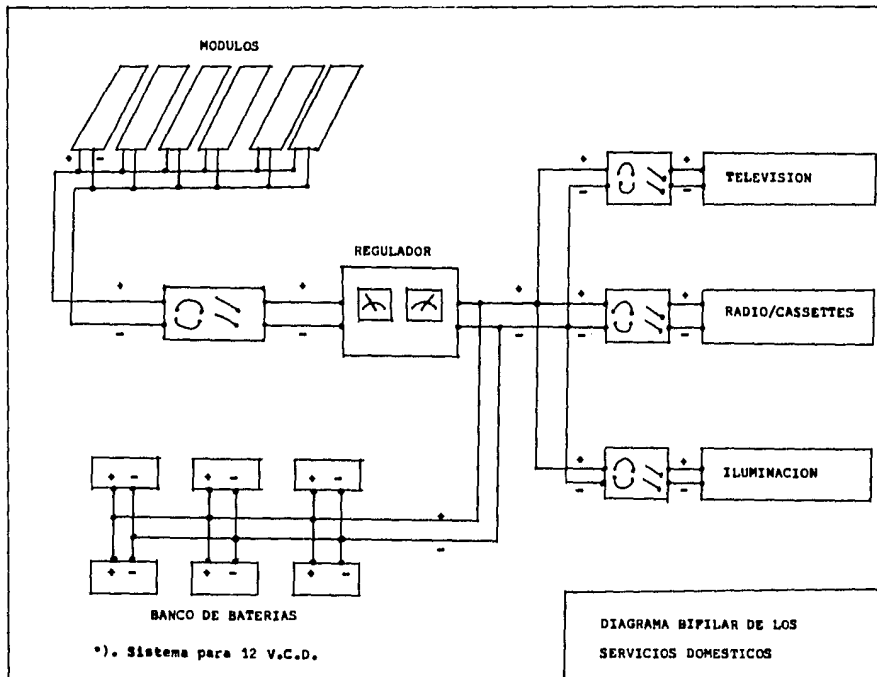 MODULOS
+ -
REGULADOR
+ +
- -
+ + + TELEVISION
- - -
+ + + RADIO/CASSETTES
- - -
+ + ILUMINACION
- -
+ - + - + -
+
-
+ - + - + -
BANCO DE BATERIAS
*). Sistema para 12 V.C.D.
DIAGRAMA BIFILAR DE LOS
SERVICIOS DOMESTICOS